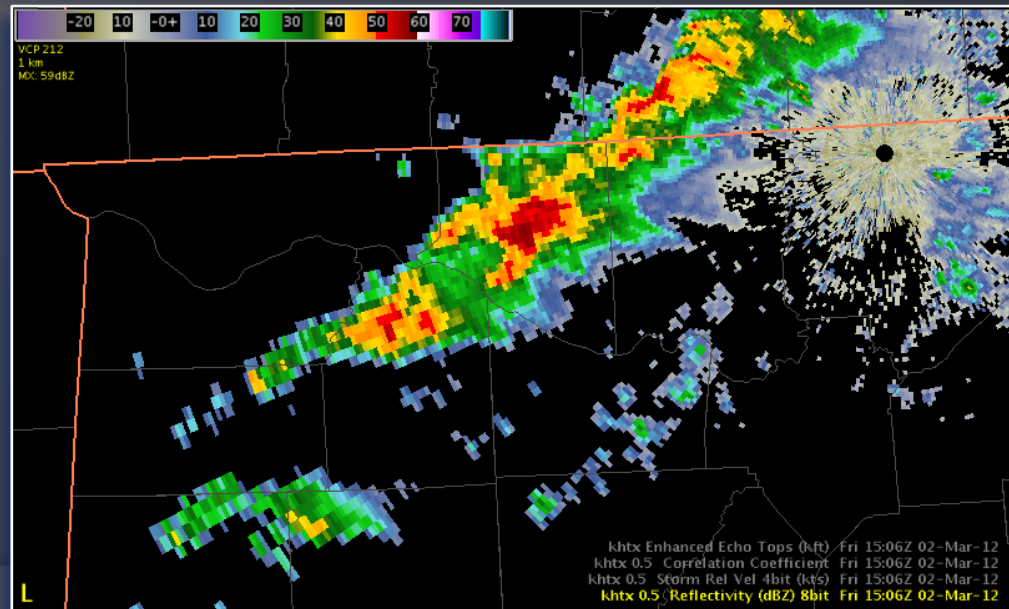 -20 10 -0+ 10 20 30 40 50 60 70
VCP 212
1 km
MX: 59dBZ
khtx Enhanced Echo Tops (kft) Fri 15:06Z 02-Mar-12
khtx 0.5 Correlation Coefficient Fri 15:06Z 02-Mar-12
khtx 0.5 Storm Rel Vel 4bit (kts) Fri 15:06Z 02-Mar-12
L khtx 0.5 Reflectivity (dBZ) 8bit Fri 15:06Z 02-Mar-12